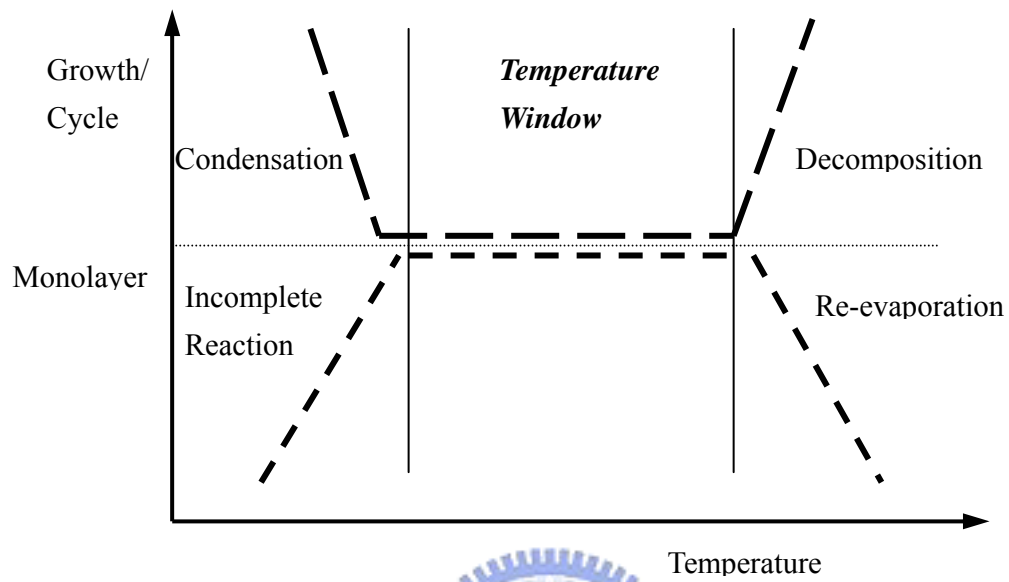 Growth/
Cycle
Temperature
Window
Condensation
Decomposition
Monolayer
Incomplete
Reaction
Re-evaporation
Temperature